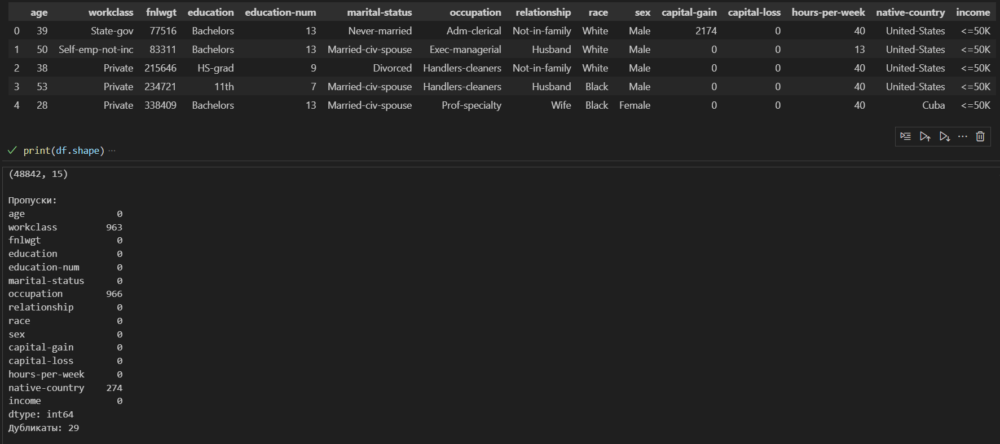 age workclass fnlwgt education education-num marital-status occupation relationship race sex capital-gain capital-loss hours-per-week native-country income
0 39 State-gov 77516 Bachelors 13 Never-married Adm-clerical Not-in-family White Male 2174 0 40 United-States <=50K
1 50 Self-emp-not-inc 83311 Bachelors 13 Married-civ-spouse Exec-managerial Husband White Male 0 0 13 United-States <=50K
2 38 Private 215646 HS-grad 9 Divorced Handlers-cleaners Not-in-family White Male 0 0 40 United-States <=50K
3 53 Private 234721 11th 7 Married-civ-spouse Handlers-cleaners Husband Black Male 0 0 40 United-States <=50K
4 28 Private 338409 Bachelors 13 Married-civ-spouse Prof-specialty Wife Black Female 0 0 40 Cuba <=50K
print(df.shape) ···
(48842, 15)
Пропуски:
age 0
workclass 963
fnlwgt 0
education 0
education-num 0
marital-status 0
occupation 966
relationship 0
race 0
sex 0
capital-gain 0
capital-loss 0
hours-per-week 0
native-country 274
income 0
dtype: int64
Дубликаты: 29